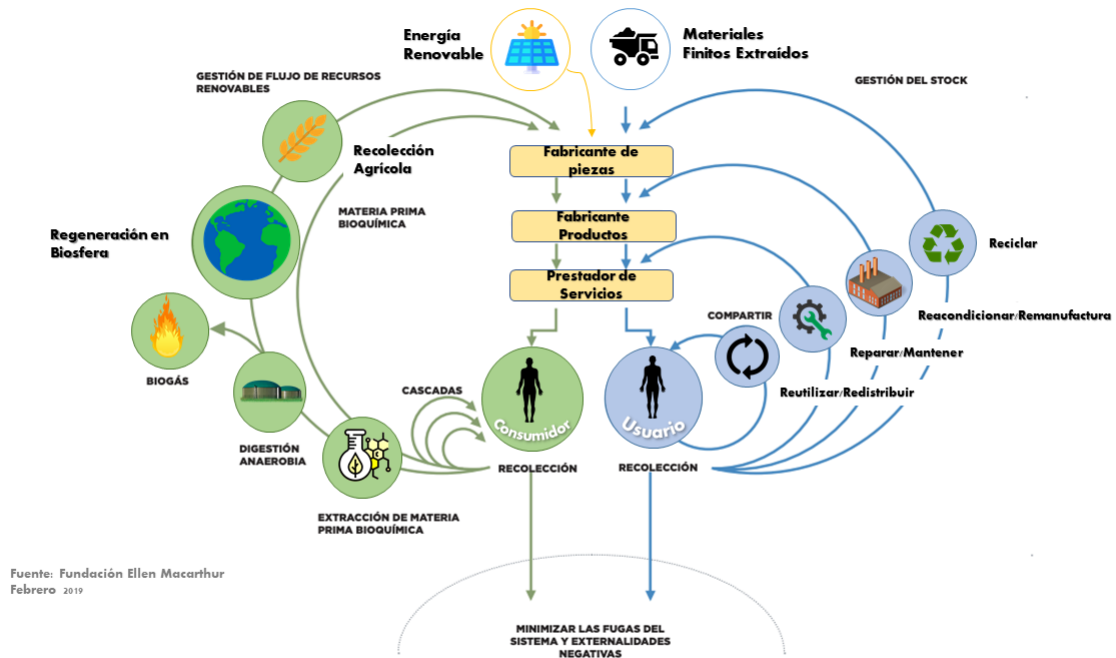 Energía
Renovable
Materiales
Finitos Extraídos
GESTIÓN DE FLUJO DE RECURSOS
RENOVABLES
GESTIÓN DEL STOCK
Recolección
Agrícola
Fabricante de
piezas
MATERIA PRIMA
BIOQUÍMICA
Fabricante
Productos
Regeneración en
Biosfera
Reciclar
Prestador de
Servicios
Reacondicionar/Remanufactura
COMPARTIR
Reparar/Mantener
BIOGÁS
CASCADAS
Reutilizar/Redistribuir
Consumidor
Usuario
DIGESTIÓN
ANAEROBIA
RECOLECCIÓN
RECOLECCIÓN
EXTRACCIÓN DE MATERIA
PRIMA BIOQUÍMICA
Fuente: Fundación Ellen Macarthur
Febrero 2019
MINIMIZAR LAS FUGAS DEL
SISTEMA Y EXTERNALIDADES
NEGATIVAS